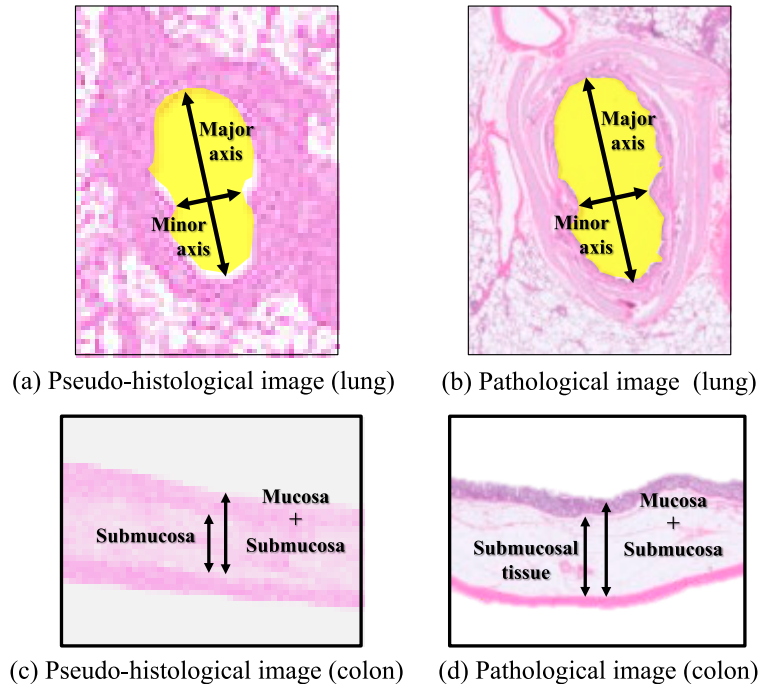 Major
axis
Minor
axis
Major
axis
Minor
axis
(a) Pseudo-histological image (lung)
(b) Pathological image (lung)
Submucosa
Mucosa
+
Submucosa
Submucosal
tissue
Mucosa
+
Submucosa
(c) Pseudo-histological image (colon)
(d) Pathological image (colon)